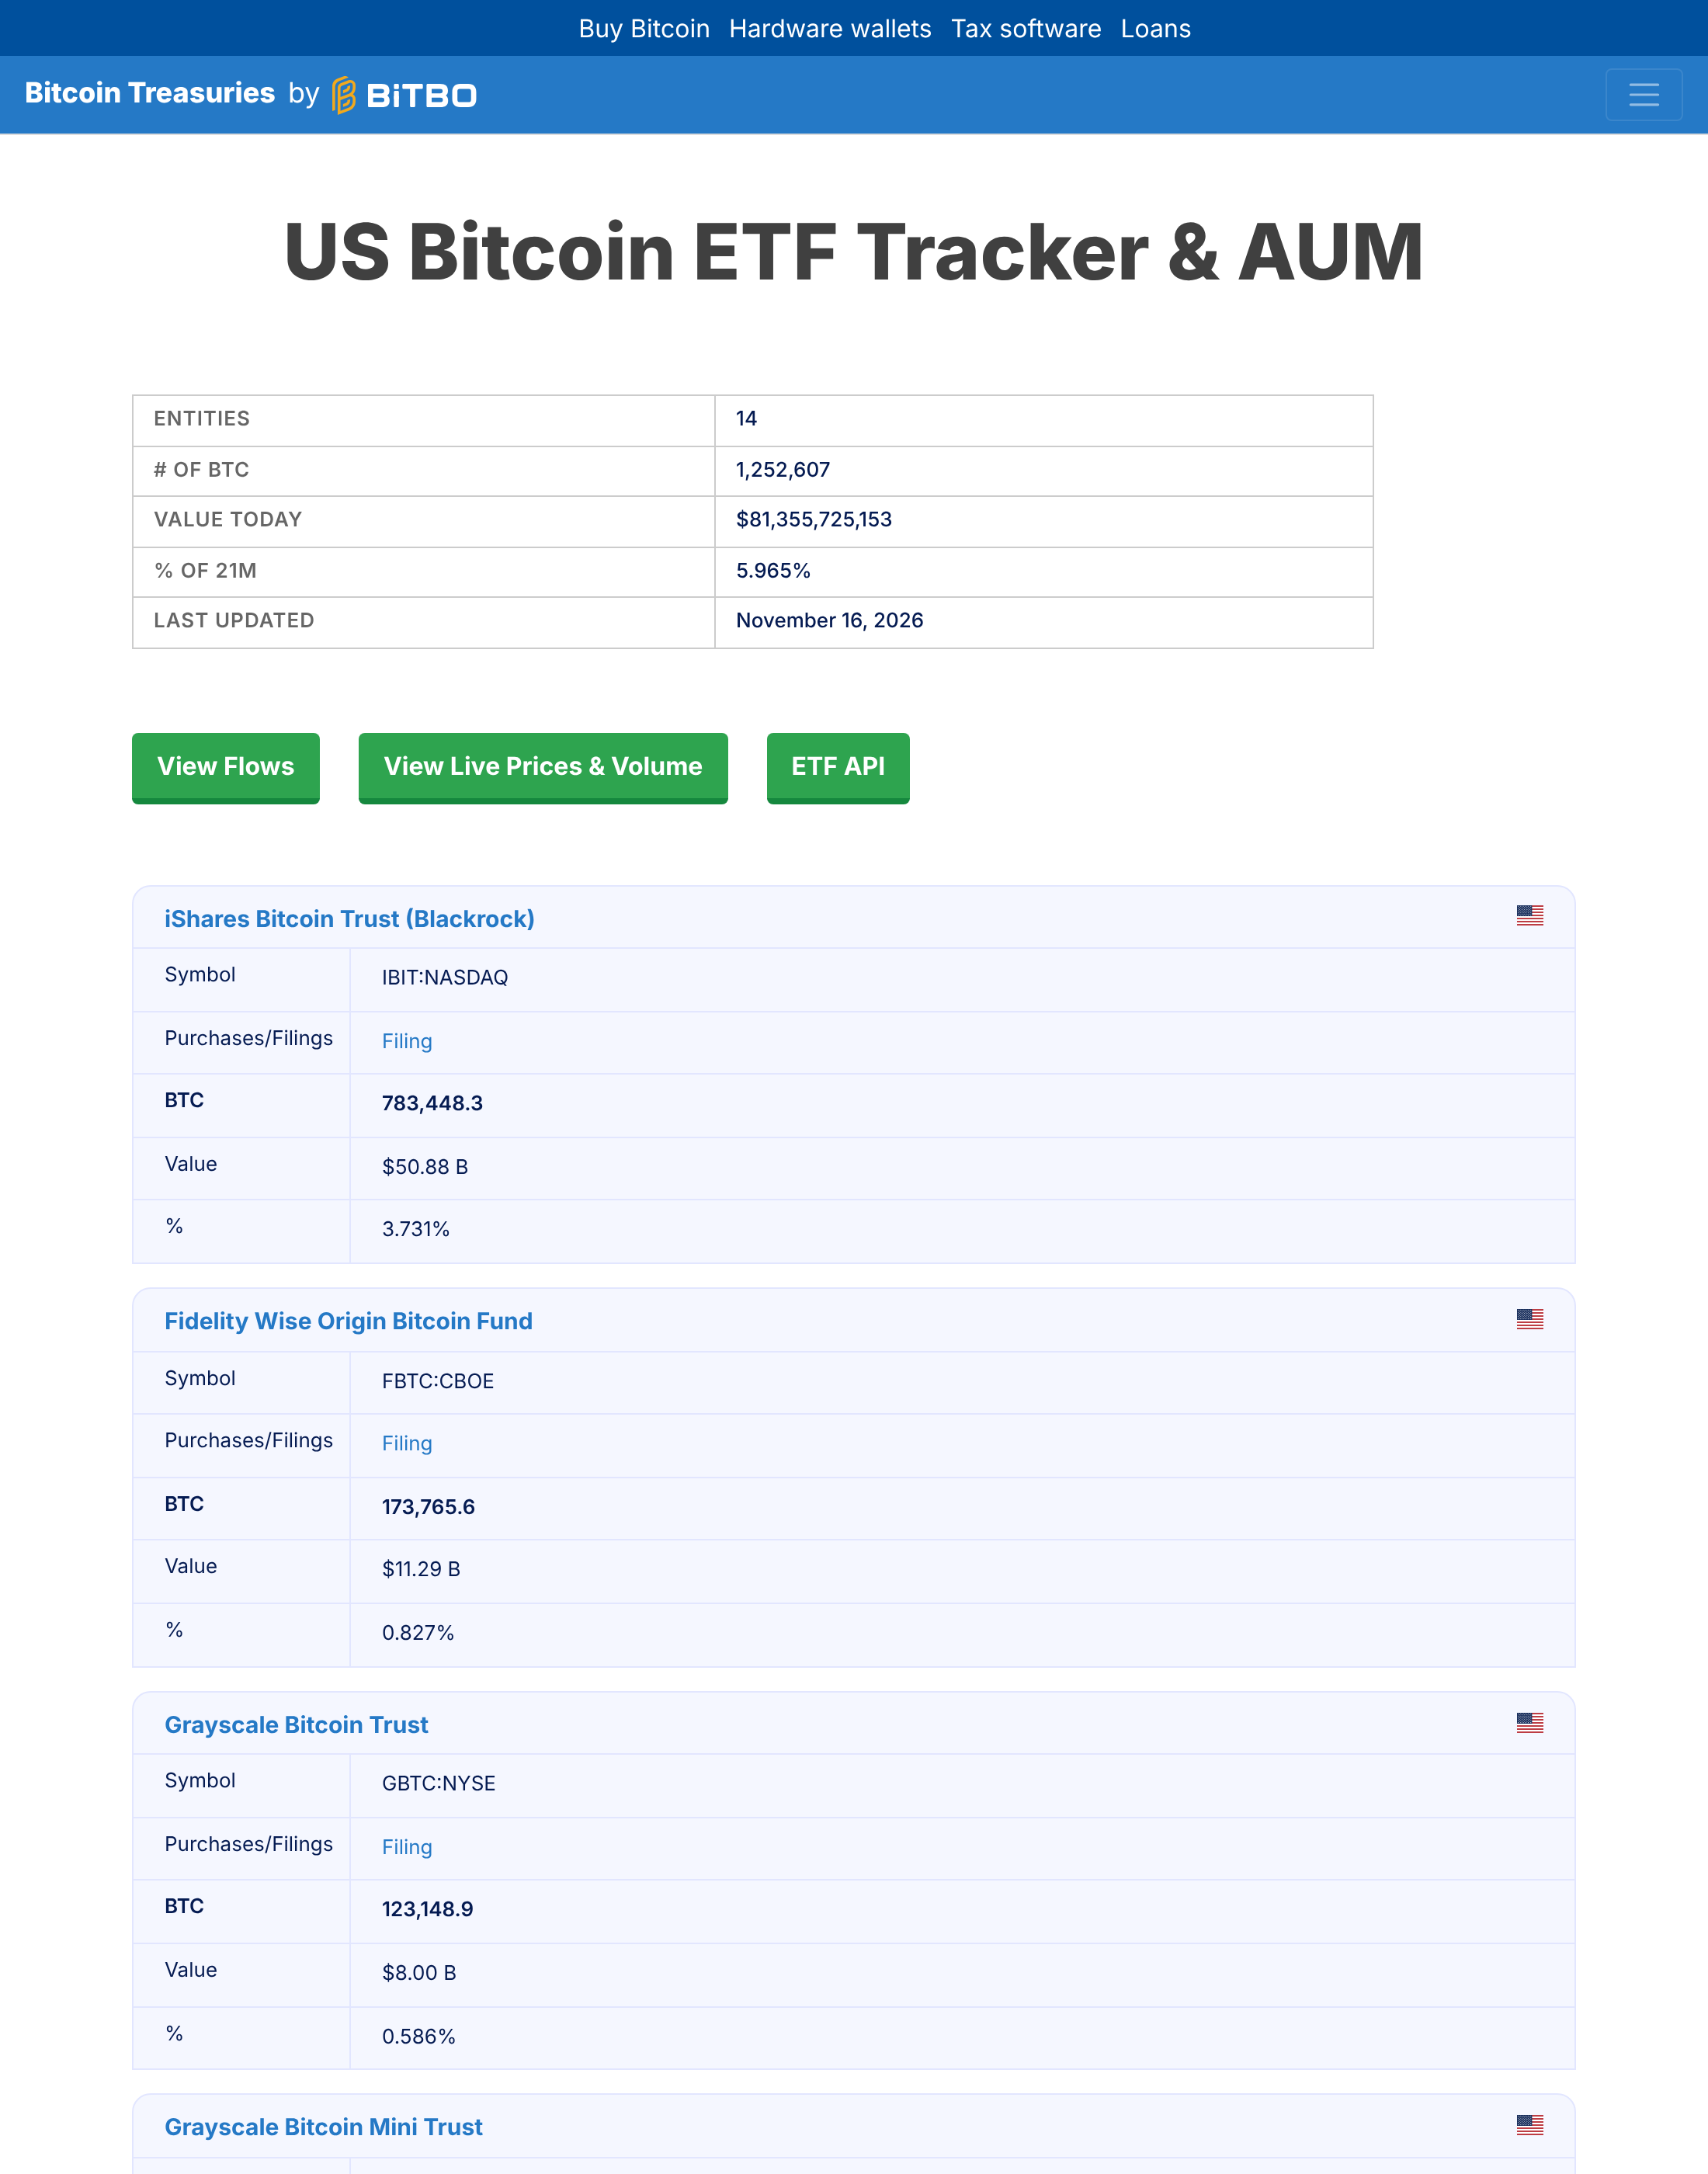 Buy Bitcoin Hardware wallets Tax software Loans
Bitcoin Treasuries by BiTBO
US Bitcoin ETF Tracker & AUM
ENTITIES 14
# OF BTC 1,252,607
VALUE TODAY $81,355,725,153
% OF 21M 5.965%
LAST UPDATED November 16, 2026
View Flows View Live Prices & Volume ETF API
iShares Bitcoin Trust (Blackrock)
Symbol IBIT:NASDAQ
Purchases/Filings Filing
BTC 783,448.3
Value $50.88 B
% 3.731%
Fidelity Wise Origin Bitcoin Fund
Symbol FBTC:CBOE
Purchases/Filings Filing
BTC 173,765.6
Value $11.29 B
% 0.827%
Grayscale Bitcoin Trust
Symbol GBTC:NYSE
Purchases/Filings Filing
BTC 123,148.9
Value $8.00 B
% 0.586%
Grayscale Bitcoin Mini Trust